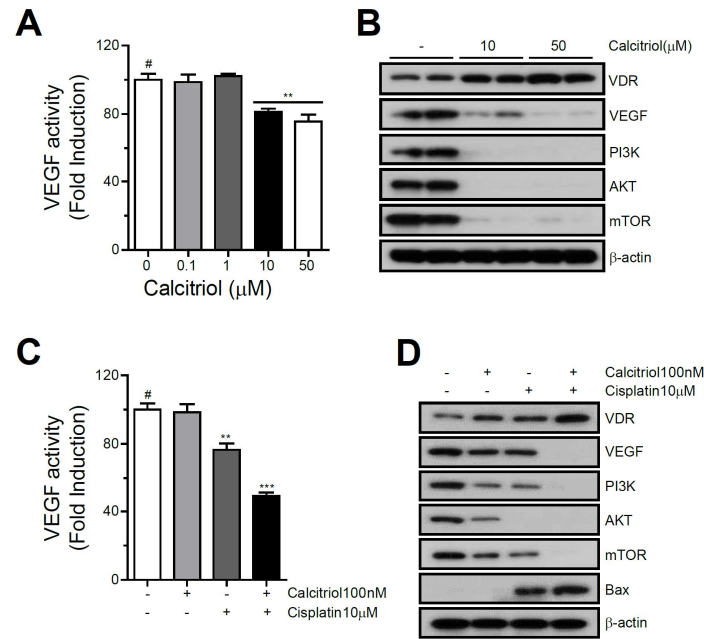 A
VEGF activity
(Fold Induction)
120
80
40
0
#
**
0 0.1 1 10 50
Calcitriol (μM)
B
- 10 50 Calcitriol(μM)
VDR
VEGF
PI3K
AKT
mTOR
β-actin
C
VEGF activity
(Fold Induction)
120
80
40
0
#
**
***
- + - + Calcitriol100nM
- - + + Cisplatin10μM
D
- + - + Calcitriol100nM
- - + + Cisplatin10μM
VDR
VEGF
PI3K
AKT
mTOR
Bax
β-actin